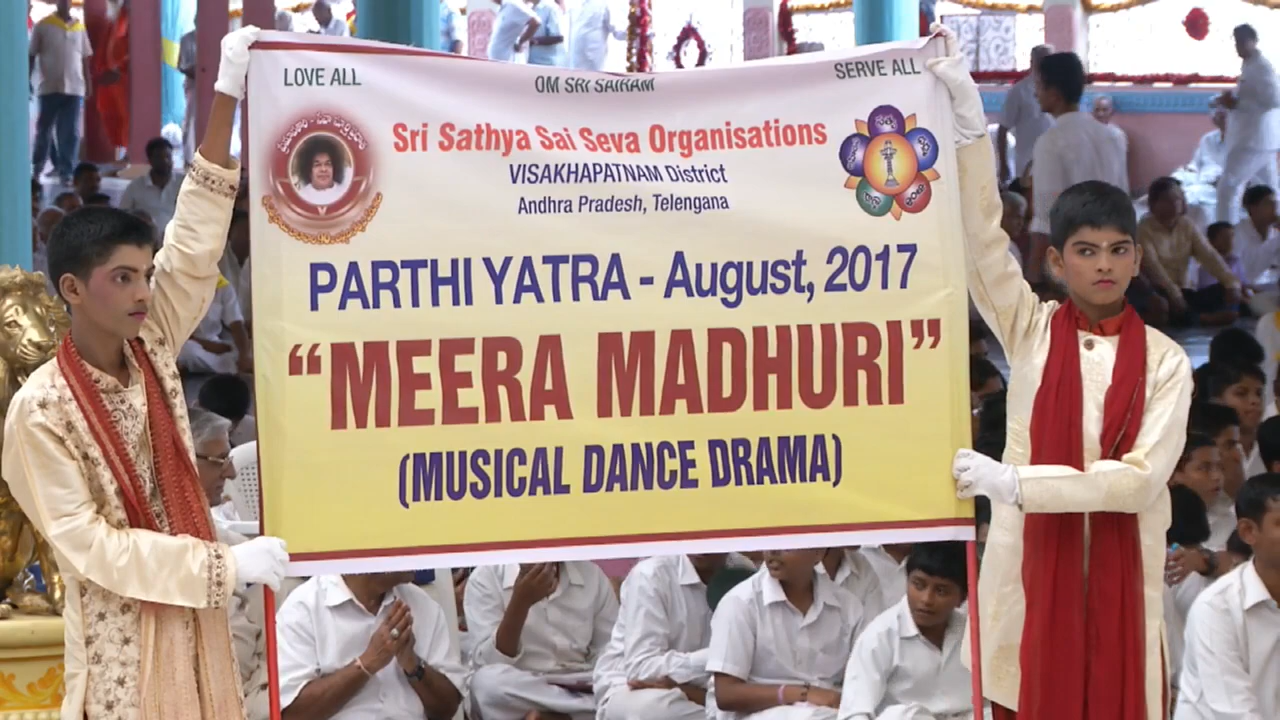 LOVE ALL
OM SRI SAIRAM
SERVE ALL
Sri Sathya Sai Seva Organisations
VISAKHAPATNAM District
Andhra Pradesh, Telengana
PARTHI YATRA - August, 2017
“MEERA MADHURI”
(MUSICAL DANCE DRAMA)